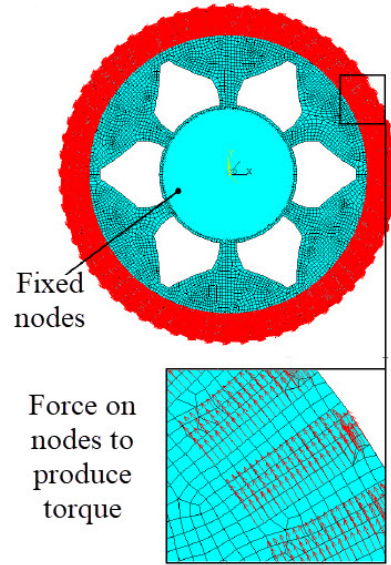 X
Fixed
nodes
Force on
nodes to
produce
torque